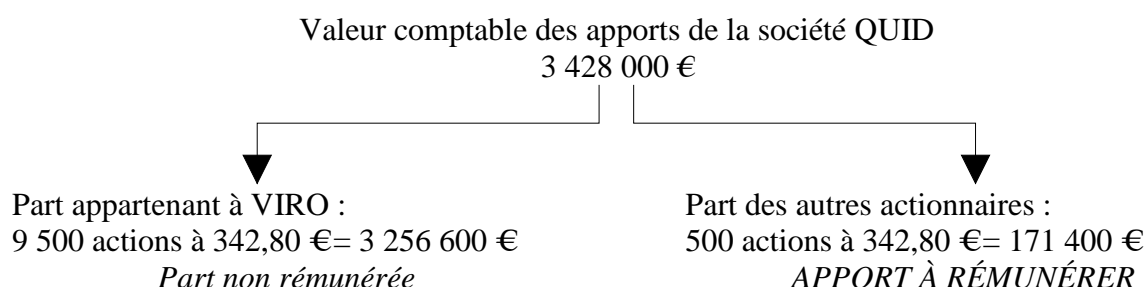 Valeur comptable des apports de la société QUID
3 428 000 €
Part appartenant à VIRO :
9 500 actions à 342,80 €= 3 256 600 €
Part non rémunérée
Part des autres actionnaires :
500 actions à 342,80 €= 171 400 €
APPORT À RÉMUNÉRER